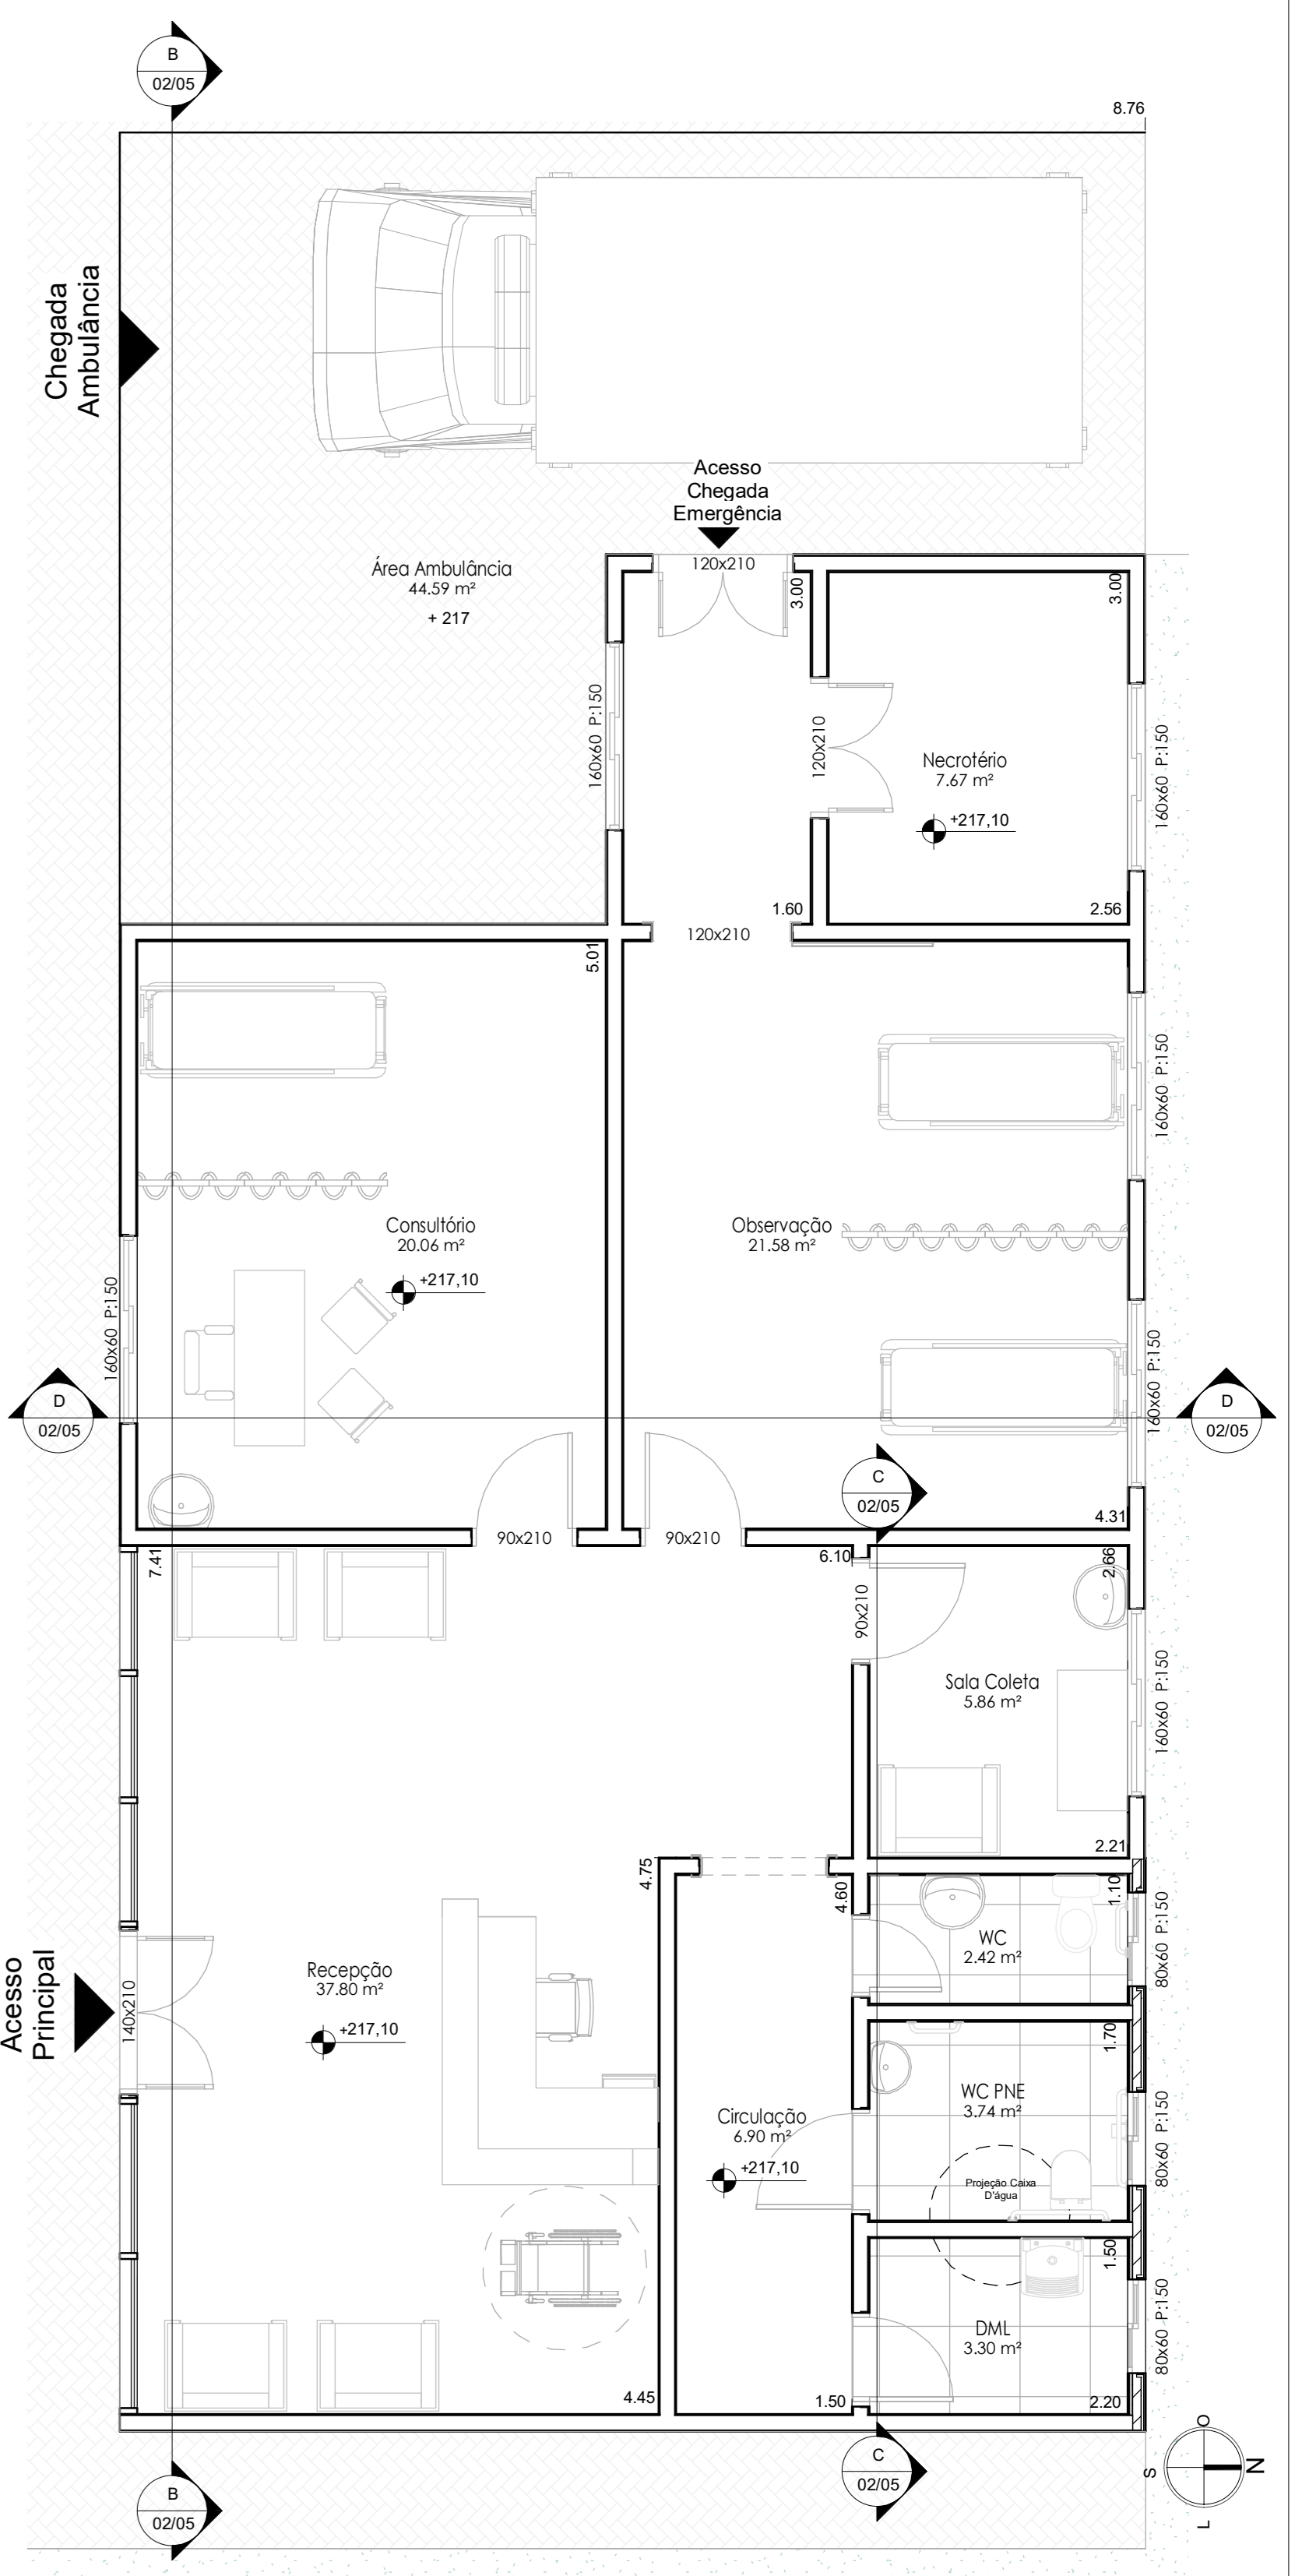 B
02/05
8.76
Chegada
Ambulância
Acesso
Chegada
Emergência
120x210
Área Ambulância
44.59 m²
+ 217
3.00
3.00
160x60 P:150
120x210
Necrotério
7.67 m²
+217,10
160x60 P:150
1.60
2.56
120x210
5.01
160x60 P:150
Consultório
20.06 m²
+217,10
Observação
21.58 m²
160x60 P:150
160x60 P:150
D
02/05
D
02/05
C
02/05
4.31
90x210
90x210
7.41
6.10
2.66
90x210
Sala Coleta
5.86 m²
160x60 P:150
2.21
4.75
4.60
1.10
WC
2.42 m²
80x60 P:150
Acesso
Principal
140x210
Recepção
37.80 m²
+217,10
1.70
WC PNE
3.74 m²
80x60 P:150
Circulação
6.90 m²
+217,10
Projeção Caixa
D'água
1.50
DML
3.30 m²
80x60 P:150
4.45
1.50
2.20
C
02/05
B
02/05
O
S
N
L